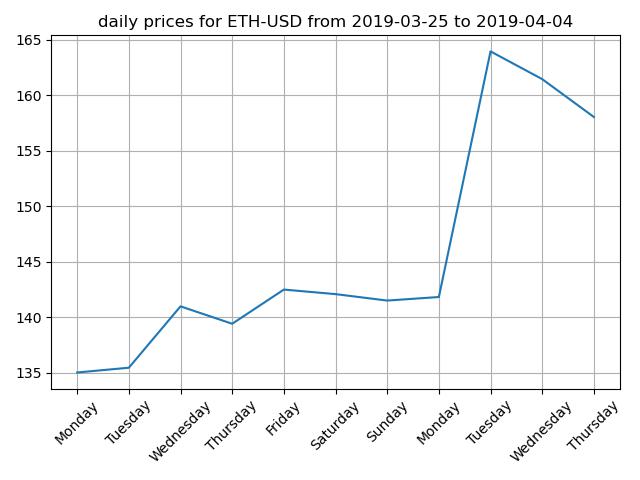 daily prices for ETH-USD from 2019-03-25 to 2019-04-04
165
160
155
150
145
140
135
Monday
Tuesday
Wednesday
Thursday
Friday
Saturday
Sunday
Monday
Tuesday
Wednesday
Thursday